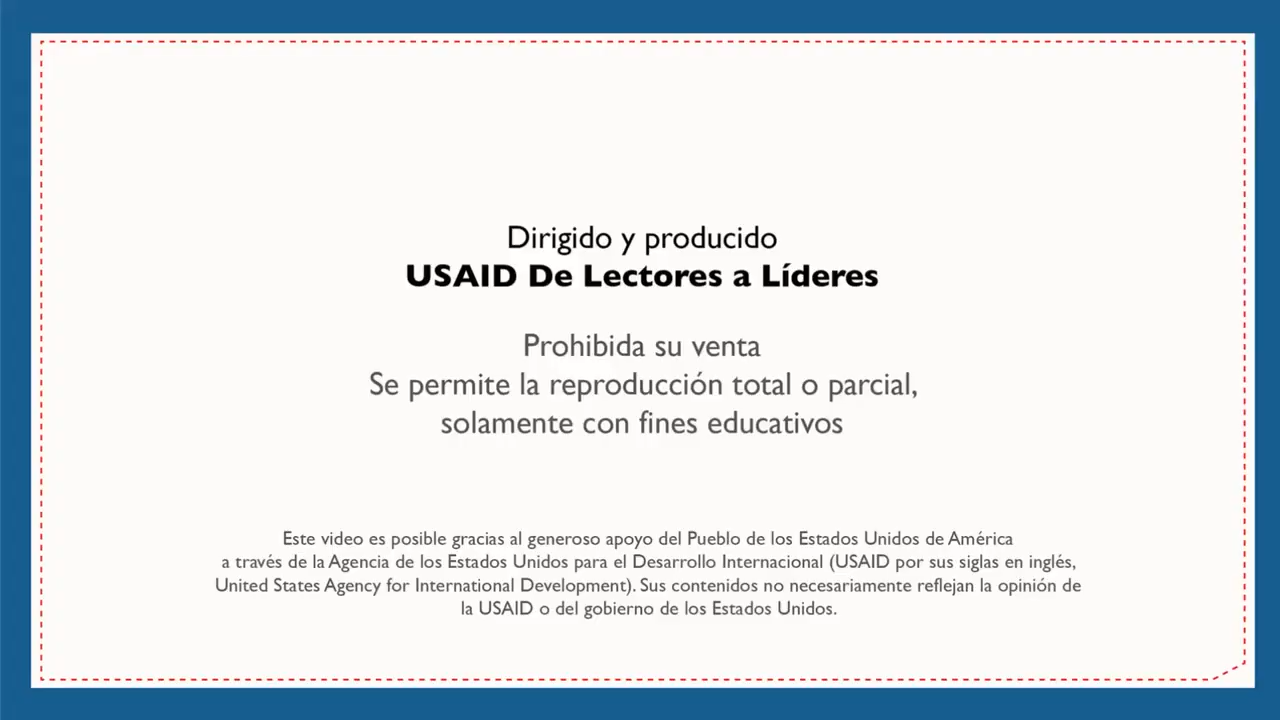 Dirigido y producido
USAID De Lectores a Líderes
Prohibida su venta
Se permite la reproducción total o parcial,
solamente con fines educativos
Este video es posible gracias al generoso apoyo del Pueblo de los Estados Unidos de América
a través de la Agencia de los Estados Unidos para el Desarrollo Internacional (USAID por sus siglas en inglés,
United States Agency for International Development). Sus contenidos no necesariamente reflejan la opinión de
la USAID o del gobierno de los Estados Unidos.